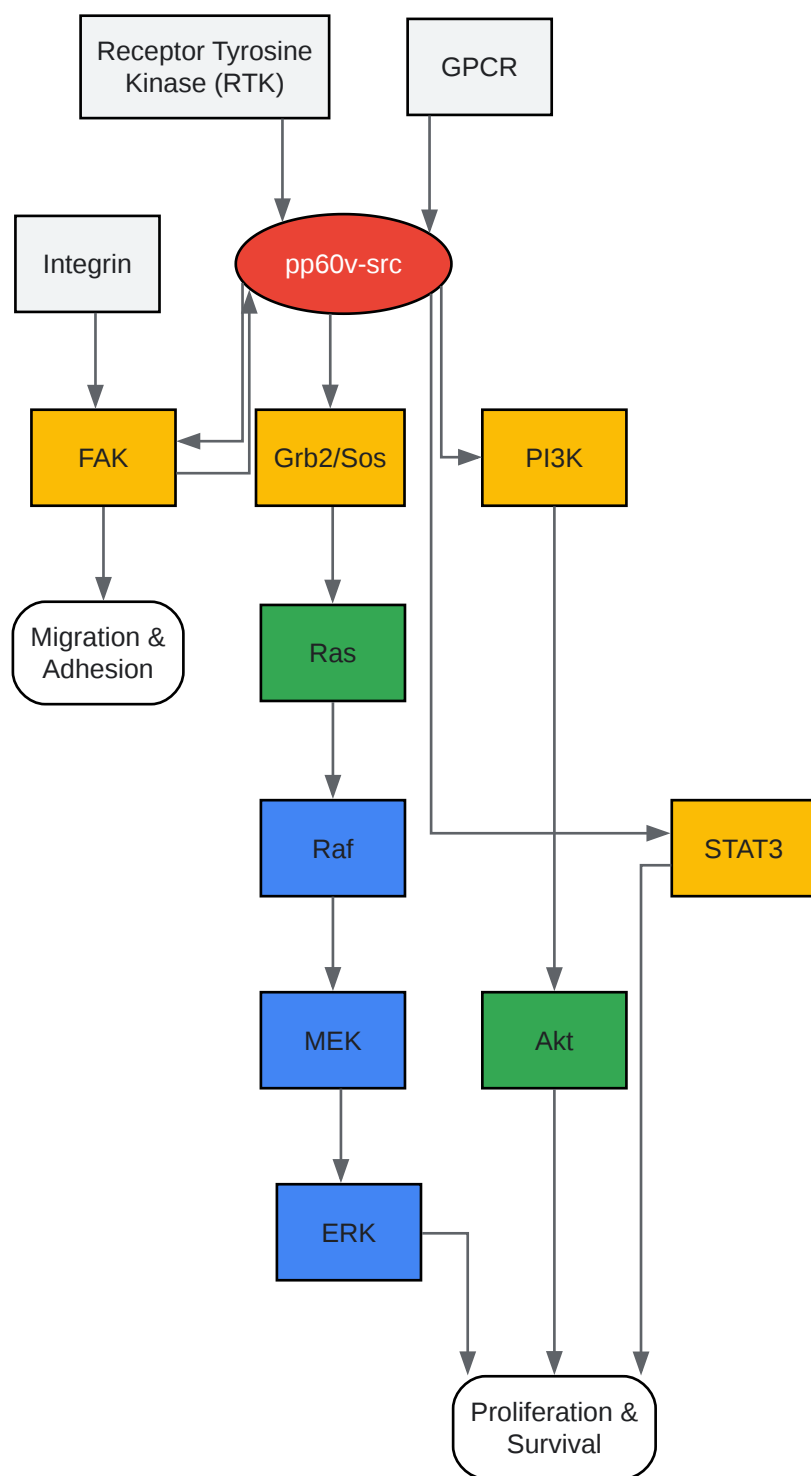 Receptor Tyrosine
Kinase (RTK)
GPCR
Integrin
pp60v-src
FAK
Grb2/Sos
PI3K
Migration &
Adhesion
Ras
Raf
STAT3
MEK
Akt
ERK
Proliferation &
Survival